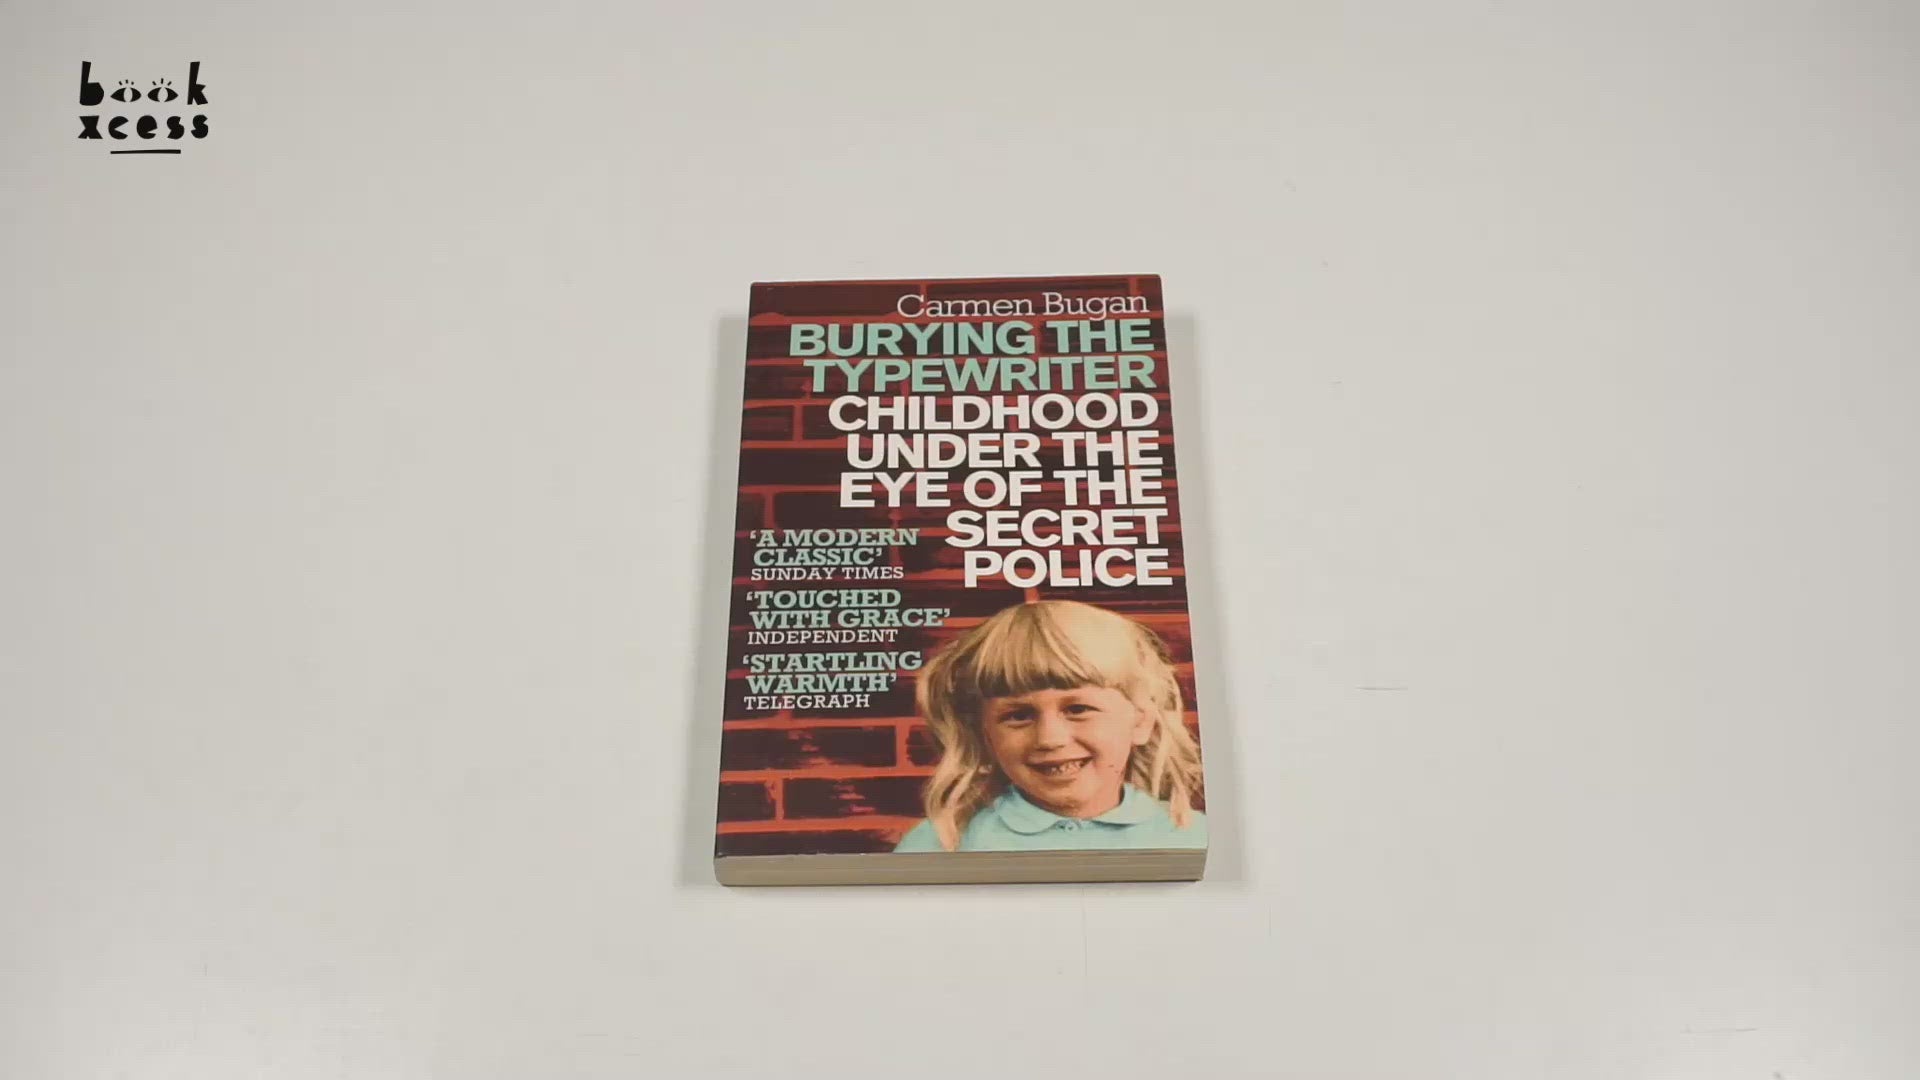 book
xcess
Carmen Bugan
BURYING THE
TYPEWRITER
CHILDHOOD
UNDER THE
EYE OF THE
SECRET
POLICE
‘A MODERN
CLASSIC’
SUNDAY TIMES
‘TOUCHED
WITH GRACE’
INDEPENDENT
‘STARTLING
WARMTH’
TELEGRAPH